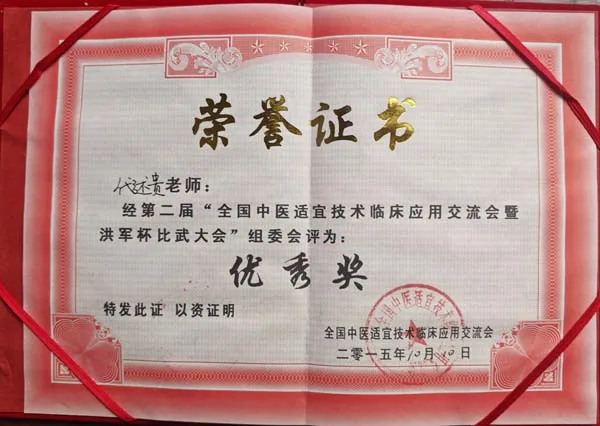 荣誉证书
代述贵老师：
经第二届“全国中医适宜技术临床应用交流会暨
洪军杯比武大会”组委会评为：
优秀奖
特发此证 以资证明
全国中医适宜技术临床应用交流会
二零一五年10月10日